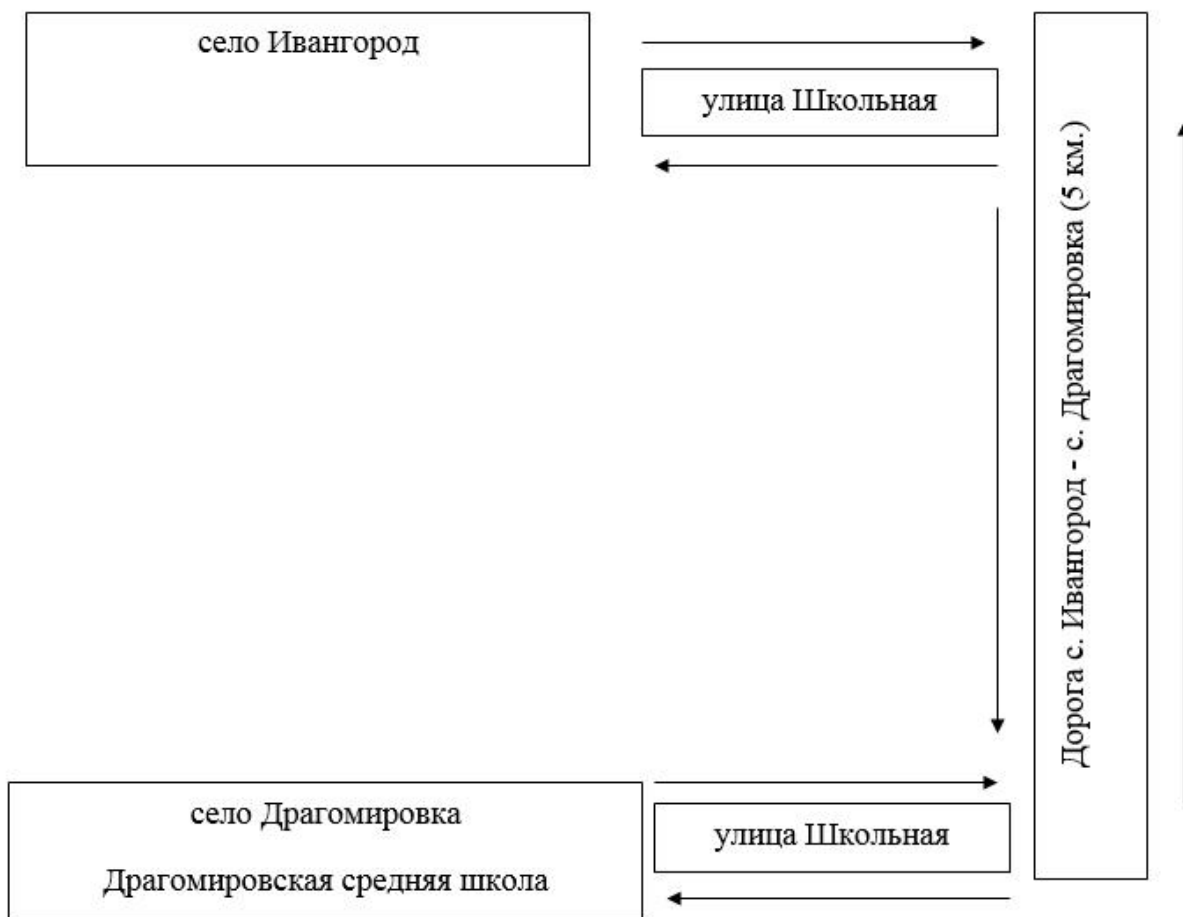 село Ивангород
улица Школьная
Дорога с. Ивангород - с. Драгомировка (5 км.)
село Драгомировка
Драгомировская средняя школа
улица Школьная